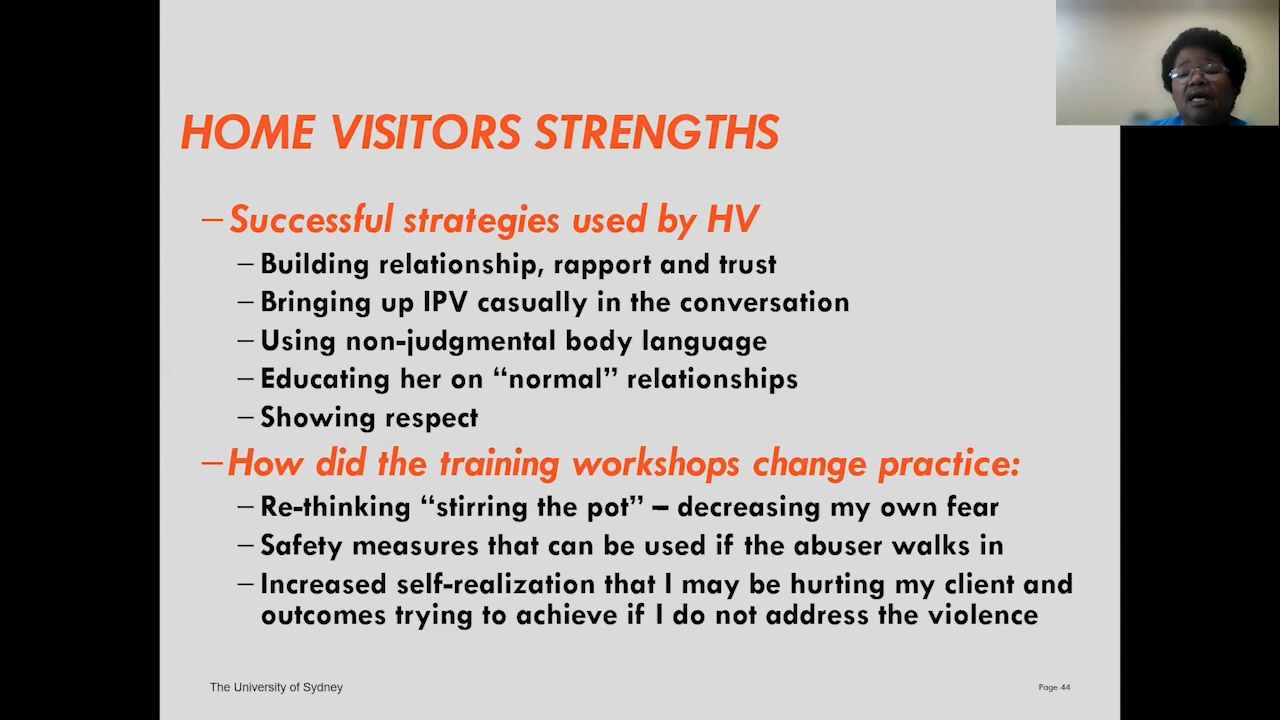 HOME VISITORS STRENGTHS
– Successful strategies used by HV
– Building relationship, rapport and trust
– Bringing up IPV casually in the conversation
– Using non-judgmental body language
– Educating her on “normal” relationships
– Showing respect
– How did the training workshops change practice:
– Re-thinking “stirring the pot” – decreasing my own fear
– Safety measures that can be used if the abuser walks in
– Increased self-realization that I may be hurting my client and
outcomes trying to achieve if I do not address the violence
The University of Sydney
Page 44